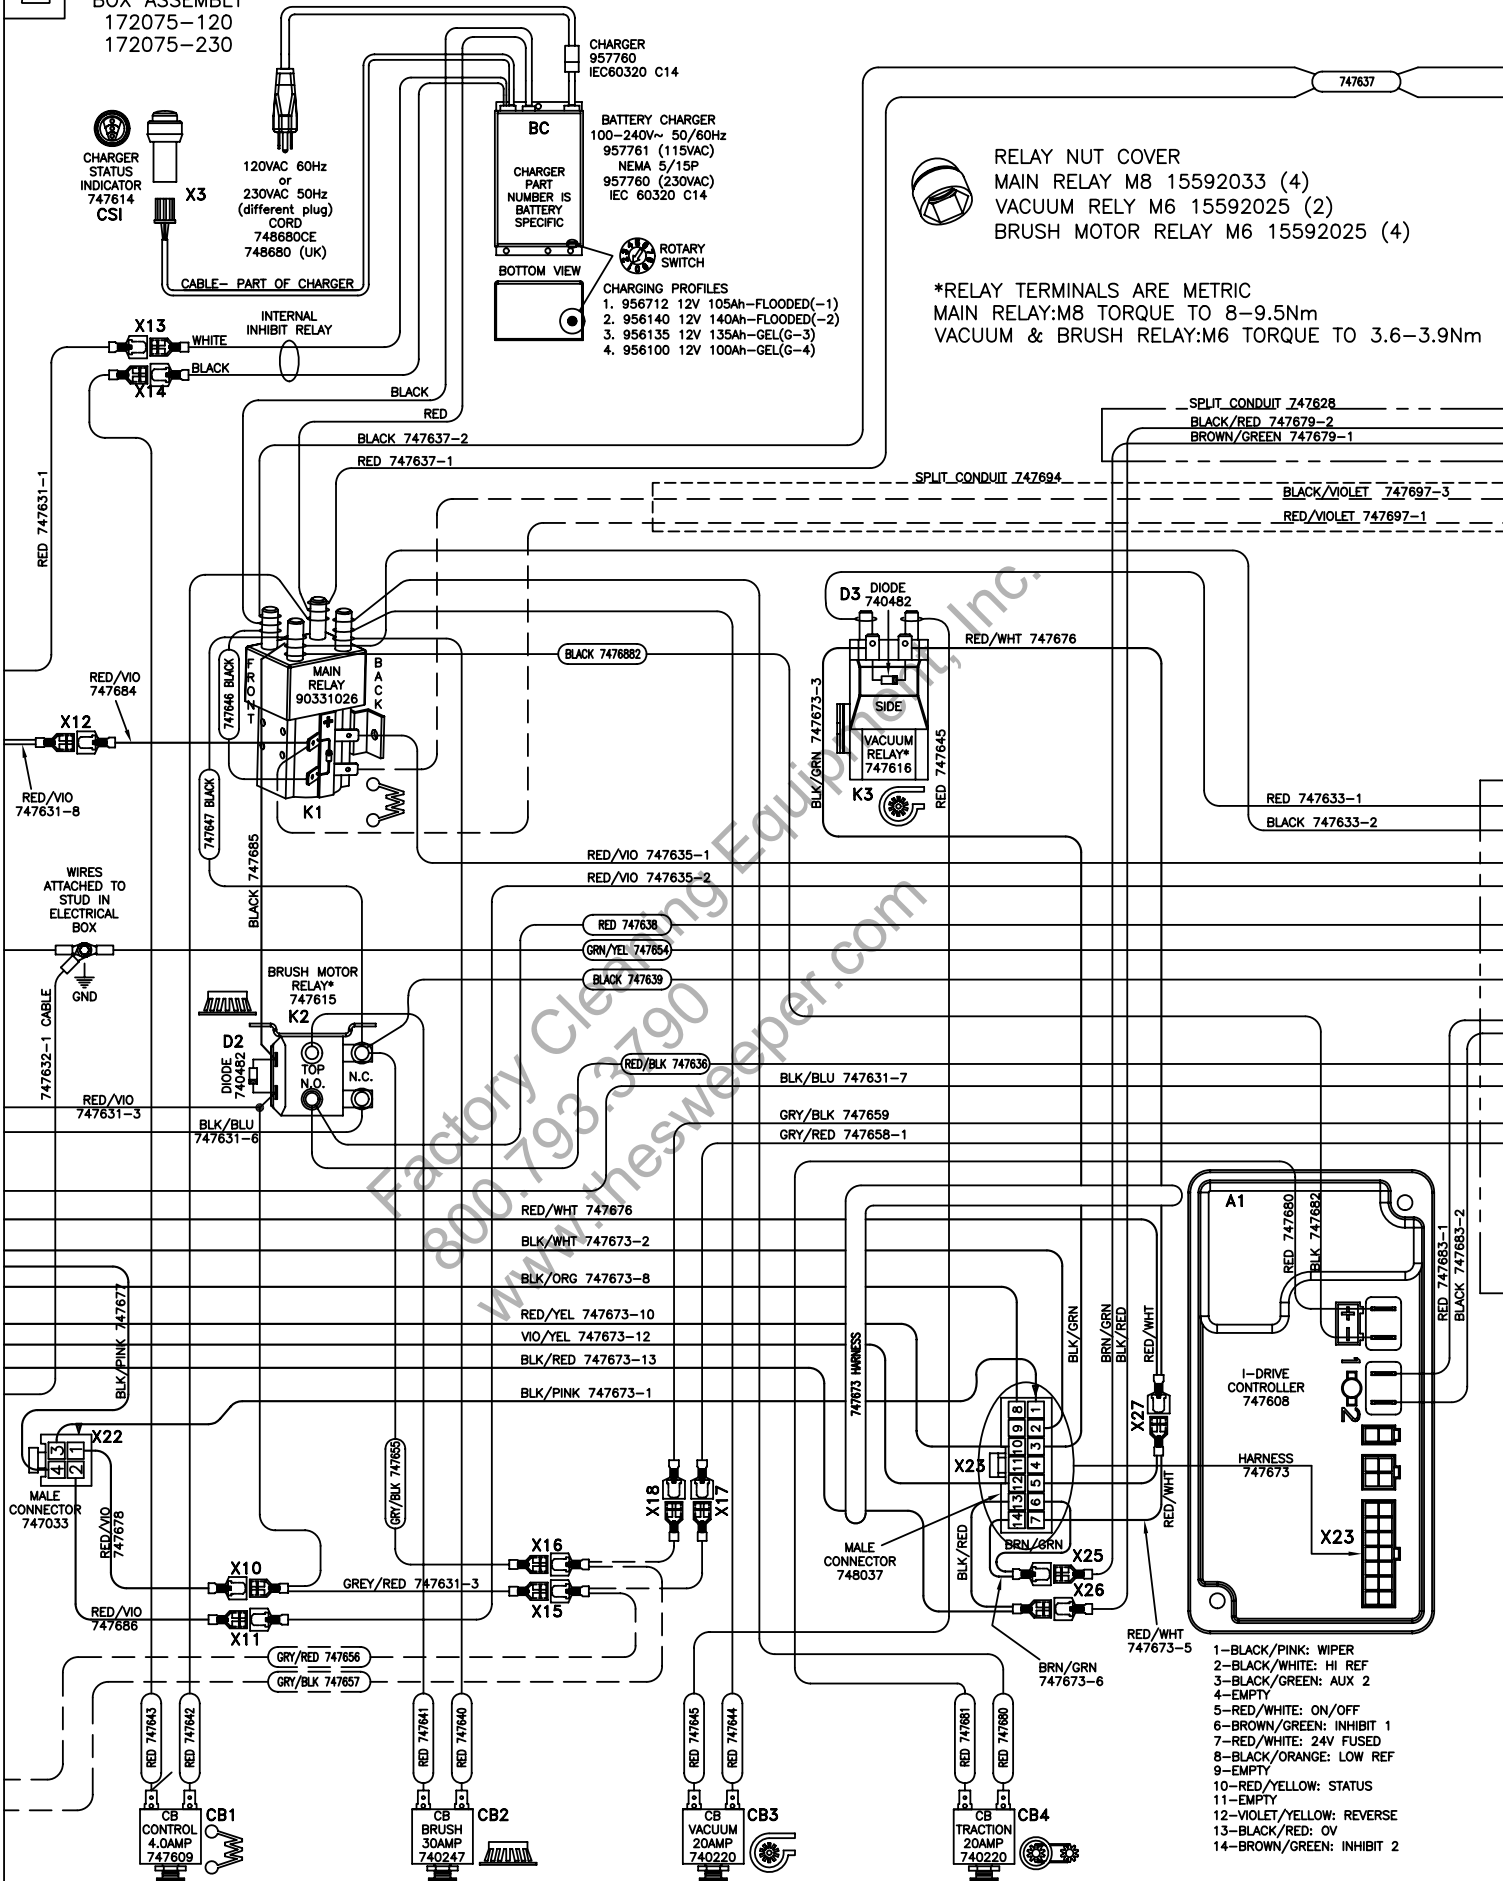 BOX ASSEMBLY
172075-120
172075-230
CHARGER
957760
IEC60320 C14
747637
CHARGER
STATUS
INDICATOR
747614
CSI
X3
120VAC 60Hz
or
230VAC 50Hz
(different plug)
CORD
748680CE
748680 (UK)
BC
CHARGER
PART
NUMBER IS
BATTERY
SPECIFIC
BATTERY CHARGER
100-240V~ 50/60Hz
957761 (115VAC)
NEMA 5/15P
957760 (230VAC)
IEC 60320 C14
RELAY NUT COVER
MAIN RELAY M8 15592033 (4)
VACUUM RELY M6 15592025 (2)
BRUSH MOTOR RELAY M6 15592025 (4)
ROTARY
SWITCH
BOTTOM VIEW
CABLE- PART OF CHARGER
CHARGING PROFILES
1. 956712 12V 105Ah-FLOODED(-1)
2. 956140 12V 140Ah-FLOODED(-2)
3. 956135 12V 135Ah-GEL(G-3)
4. 956100 12V 100Ah-GEL(G-4)
*RELAY TERMINALS ARE METRIC
MAIN RELAY:M8 TORQUE TO 8-9.5Nm
VACUUM & BRUSH RELAY:M6 TORQUE TO 3.6-3.9Nm
X13
INTERNAL
INHIBIT RELAY
WHITE
BLACK
X14
BLACK
RED
BLACK 747637-2
RED 747637-1
SPLIT CONDUIT 747628
BLACK/RED 747679-2
BROWN/GREEN 747679-1
SPLIT CONDUIT 747694
BLACK/VIOLET 747697-3
RED/VIOLET 747697-1
RED 747631-1
D3
DIODE
740482
RED/WHT 747676
BLACK 7476882
747646 BLACK
FRONT
MAIN
RELAY
90331026
BACK
RED/VIO
747684
X12
RED/VIO
747631-8
K1
747647 BLACK
BLACK 747685
SIDE
VACUUM
RELAY*
747616
K3
BLK/GRN 747673-3
RED 747645
RED 747633-1
BLACK 747633-2
RED/VIO 747635-1
RED/VIO 747635-2
WIRES
ATTACHED TO
STUD IN
ELECTRICAL
BOX
GND
RED 747638
GRN/YEL 747654
BLACK 747639
BRUSH MOTOR
RELAY*
747615
K2
D2
DIODE
740482
TOP
N.O.
N.C.
747632-1 CABLE
RED/VIO
747631-3
BLK/BLU
747631-6
RED/BLK 747636
BLK/BLU 747631-7
GRY/BLK 747659
GRY/RED 747658-1
Factory Cleaning Equipment, Inc.
800.793.3790
www.thesweeper.com
RED/WHT 747676
BLK/WHT 747673-2
BLK/ORG 747673-8
RED/YEL 747673-10
VIO/YEL 747673-12
BLK/RED 747673-13
BLK/PINK 747673-1
BLK/PINK 747677
747673 HARNESS
BLK/GRN
BRN/GRN
BLK/RED
RED/WHT
A1
RED 747680
BLK 747682
RED 747683-1
BLACK 747683-2
+
-
1
2
I-DRIVE
CONTROLLER
747608
HARNESS
747673
X23
X22
3 1
4 2
MALE
CONNECTOR
747033
RED/VIO
747678
RED/VIO
747686
X10
X11
GREY/RED 747631-3
GRY/BLK 747655
X16
X15
X18
X17
X23
8 1
9 2
10 3
11 4
12 5
13 6
14 7
MALE
CONNECTOR
748037
X27
RED/WHT
BLK/RED
BRN/GRN
X25
X26
RED/WHT
747673-5
BRN/GRN
747673-6
GRY/RED 747656
GRY/BLK 747657
1-BLACK/PINK: WIPER
2-BLACK/WHITE: HI REF
3-BLACK/GREEN: AUX 2
4-EMPTY
5-RED/WHITE: ON/OFF
6-BROWN/GREEN: INHIBIT 1
7-RED/WHITE: 24V FUSED
8-BLACK/ORANGE: LOW REF
9-EMPTY
10-RED/YELLOW: STATUS
11-EMPTY
12-VIOLET/YELLOW: REVERSE
13-BLACK/RED: OV
14-BROWN/GREEN: INHIBIT 2
RED 747643
RED 747642
RED 747641
RED 747640
RED 747645
RED 747644
RED 747681
RED 747680
CB
CONTROL
4.0AMP
747609
CB1
CB
BRUSH
30AMP
740247
CB2
CB
VACUUM
20AMP
740220
CB3
CB
TRACTION
20AMP
740220
CB4